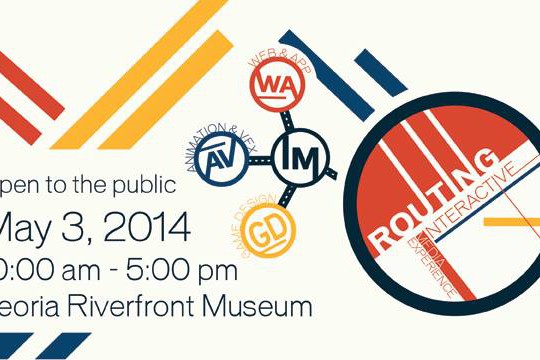 pen to the public
May 3, 2014
0:00 am - 5:00 pm
eoria Riverfront Museum
WEB & APP
WA
ANIMATION & VFX
AV
IM
GAME DESIGN
GD
ROUTING
INTERACTIVE
MEDIA
EXPERIENCE